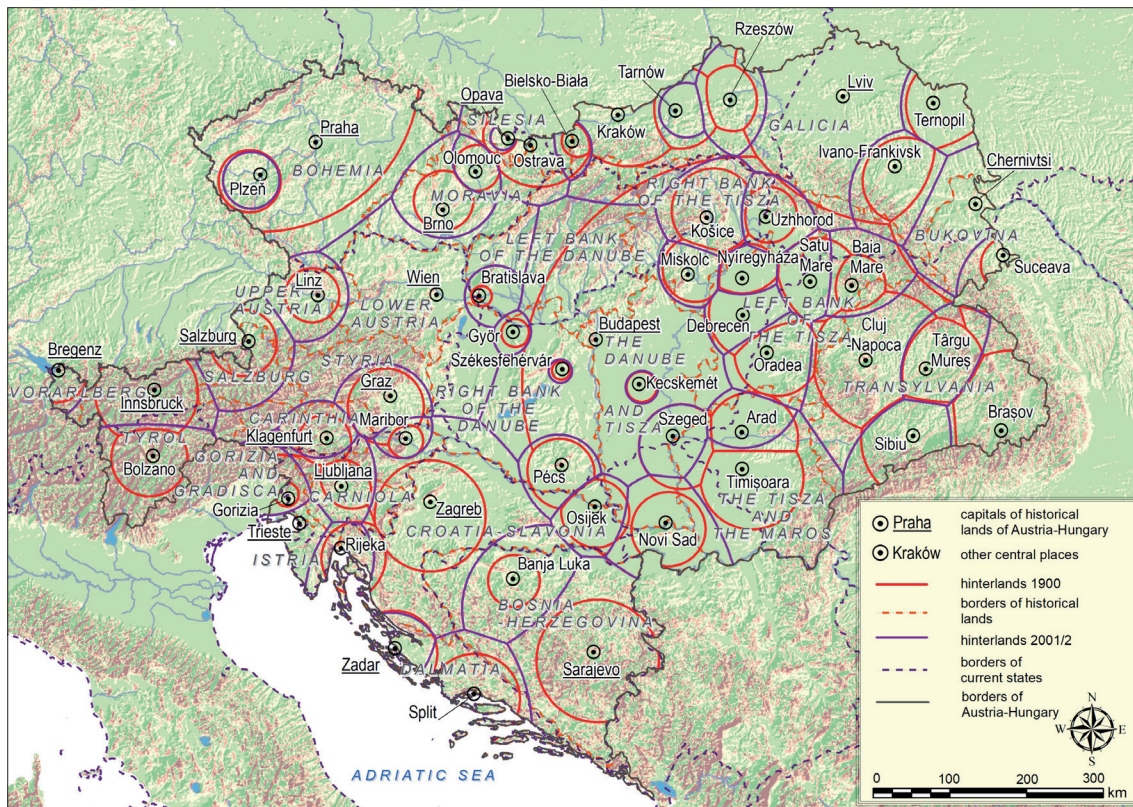 Rzeszów
Tarnów
Bielsko-Biała
Lviv
Opava
SILESIA
Kraków
Ternopil
Praha
GALICIA
Ostrava
Ivano-Frankivsk
Chernivtsi
Olomouc
BOHEMIA
Plzeň
MORAVIA
RIGHT BANK
OF THE TISZA
Brno
Košice
Uzhhorod
BUKOVINA
LEFT BANK
OF THE DANUBE
Satu
Mare
Baia
Mare
Suceava
Miskolc
Nyíregyháza
Wien
Bratislava
Linz
UPPER
AUSTRIA
LOWER
AUSTRIA
LEFT BANK
OF
THE TISZA
Győr
Budapest
Debrecen
Cluj
-Napoca
Târgu
Mureş
Salzburg
THE
DANUBE
AND
TISZA
Bregenz
Székesfehérvár
Oradea
STYRIA
VORARLBERG
SALZBURG
Kecskemét
TRANSYLVANIA
Innsbruck
Graz
RIGHT BANK
OF THE
DANUBE
Braşov
CARINTHIA
Maribor
Szeged
Arad
Klagenfurt
Sibiu
TYROL
Bolzano
GORIZIA
AND
GRADISCA
Ljubljana
Pécs
Timişoara
CARNIOLA
THE TISZA
AND
THE MAROS
Gorizia
Zagreb
Osijek
CROATIA-SLAVONIA
Trieste
Novi Sad
Rijeka
ISTRIA
Banja Luka
BOSNIA
-HERZEGOVINA
Zadar
DALMATIA
Sarajevo
Split
ADRIATIC SEA
Praha
capitals of historical
lands of Austria-Hungary
Kraków
other central places
hinterlands 1900
borders of historical
lands
hinterlands 2001/2
borders of
current states
borders of
Austria-Hungary
N
W
E
S
0 100 200 300
km